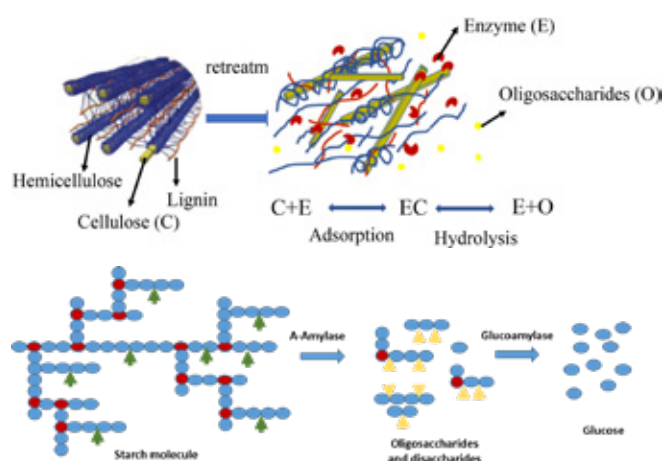 Enzyme (E)
retreatm
Oligosaccharides (O)
Hemicellulose
Lignin
Cellulose (C)
C+E EC E+O
Adsorption Hydrolysis
A-Amylase Glucoamylase
Starch molecule
Oligosaccharides
and disaccharides
Glucose